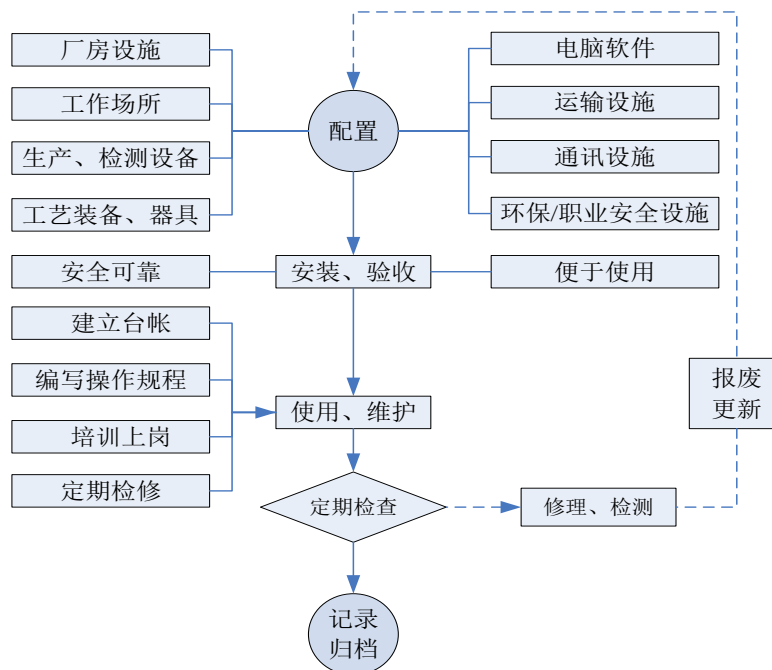 厂房设施
电脑软件
工作场所
运输设施
配置
生产、检测设备
通讯设施
工艺装备、器具
环保/职业安全设施
安全可靠
安装、验收
便于使用
建立台帐
编写操作规程
报废
更新
使用、维护
培训上岗
定期检修
定期检查
修理、检测
记录
归档